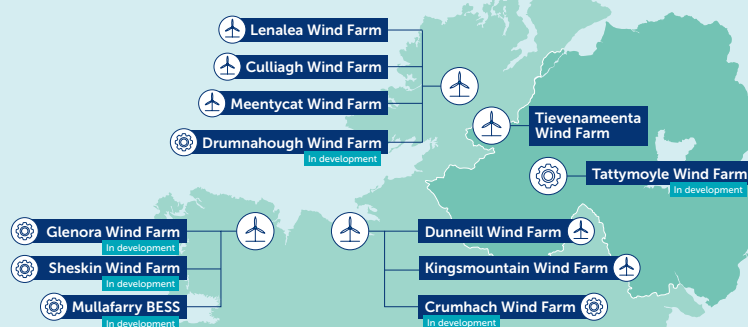 Lenalea Wind Farm
Culliagh Wind Farm
Meentycat Wind Farm
Drumnahough Wind Farm
In development
Tievenameenta
Wind Farm
Tattymoyle Wind Farm
In development
Glenora Wind Farm
In development
Sheskin Wind Farm
In development
Mullafarry BESS
In development
Dunneill Wind Farm
Kingsmountain Wind Farm
Crumhach Wind Farm
In development